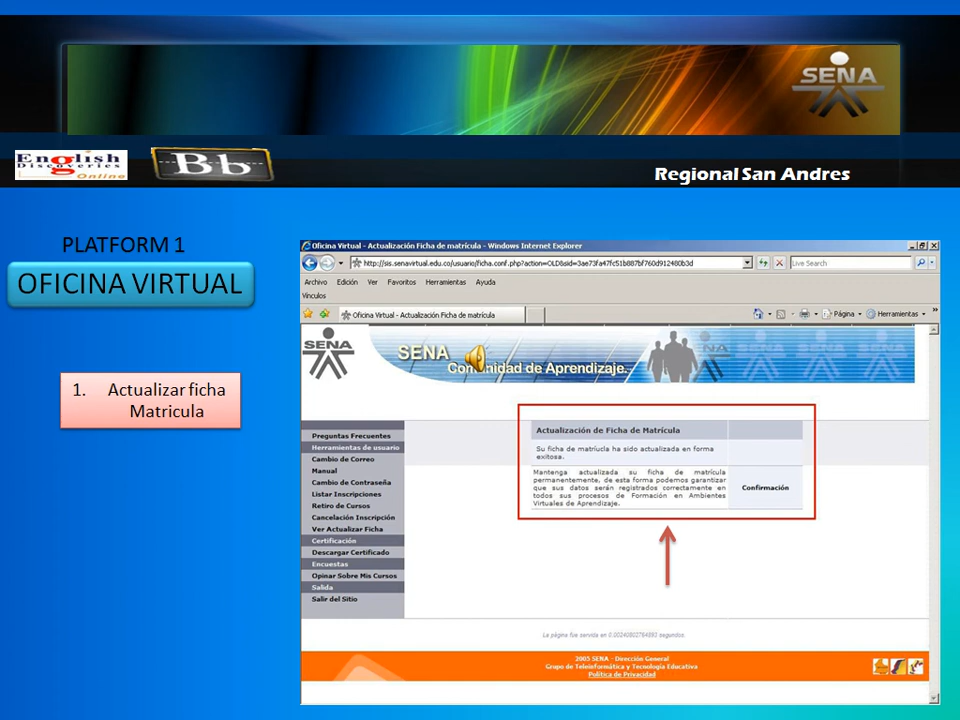 SENA
English
Discoveries
Online
Bb
Regional San Andres
PLATFORM 1
OFICINA VIRTUAL
1. Actualizar ficha
Matricula
Oficina Virtual - Actualización Ficha de matrícula - Windows Internet Explorer
http://sis.senavirtual.edu.co/usuario/ficha.conf.php?action=OLD&sid=3ae73fa47fc51b887bf760d912480b3d
Live Search
Archivo Edición Ver Favoritos Herramientas Ayuda
Vínculos
Oficina Virtual - Actualización Ficha de matrícula
Página Herramientas
SENA
SENA
Comunidad de Aprendizaje.
Preguntas Frecuentes
Herramientas de usuario
Cambio de Correo
Manual
Cambio de Contraseña
Listar Inscripciones
Retiro de Cursos
Cancelación Inscripción
Ver Actualizar Ficha
Certificación
Descargar Certificado
Encuestas
Opinar Sobre Mis Cursos
Salida
Salir del Sitio
Actualización de Ficha de Matrícula
Su ficha de matrìucla ha sido actualizada en forma
exitosa.
Mantenga actualizada su ficha de matrícula
permanentemente, de esta forma podemos garantizar
que sus datos serán registrados correctamente en
todos sus procesos de Formación en Ambientes
Virtuales de Aprendizaje.
Confirmación
La página fue servida en 0.00240802764893 segundos.
2003 SENA - Dirección General
Grupo de Teleinformática y Tecnología Educativa
Política de Privacidad